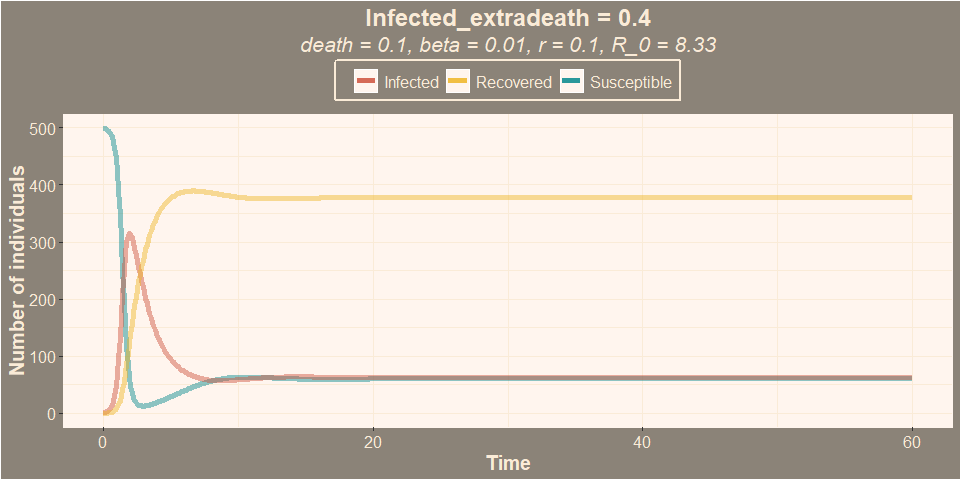 Infected_extradeath = 0.4
death = 0.1, beta = 0.01, r = 0.1, R_0 = 8.33
Infected Recovered Susceptible
Number of individuals
500
400
300
200
100
0
0 20 40 60
Time